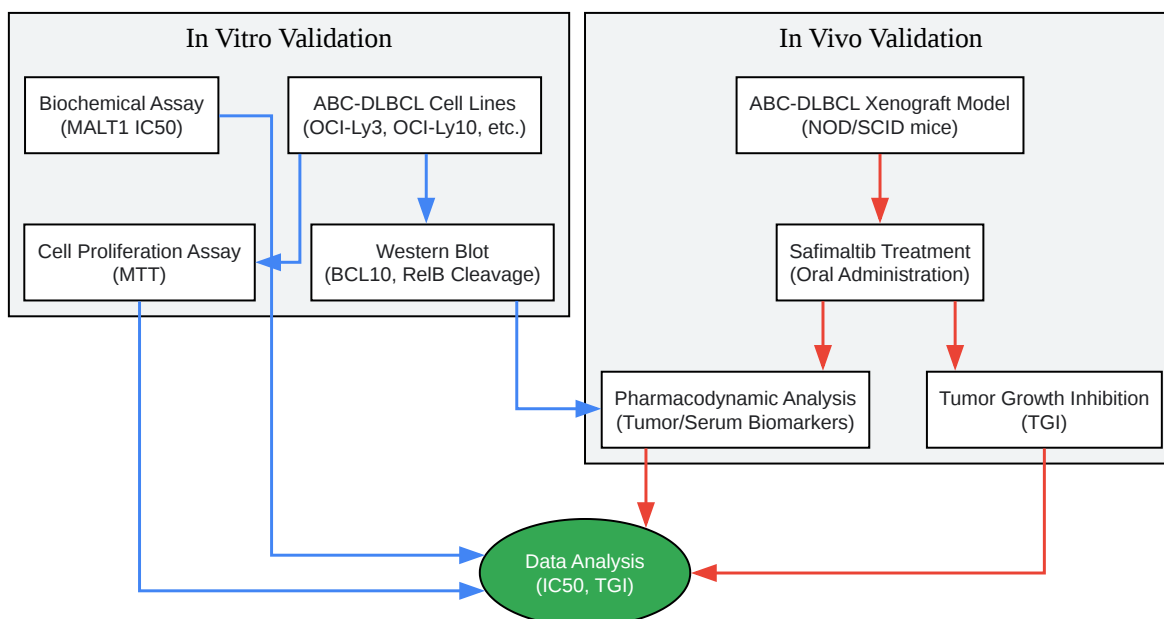 In Vitro Validation
Biochemical Assay
(MALT1 IC50)
ABC-DLBCL Cell Lines
(OCI-Ly3, OCI-Ly10, etc.)
Cell Proliferation Assay
(MTT)
Western Blot
(BCL10, RelB Cleavage)
In Vivo Validation
ABC-DLBCL Xenograft Model
(NOD/SCID mice)
Safimaltib Treatment
(Oral Administration)
Pharmacodynamic Analysis
(Tumor/Serum Biomarkers)
Tumor Growth Inhibition
(TGI)
Data Analysis
(IC50, TGI)